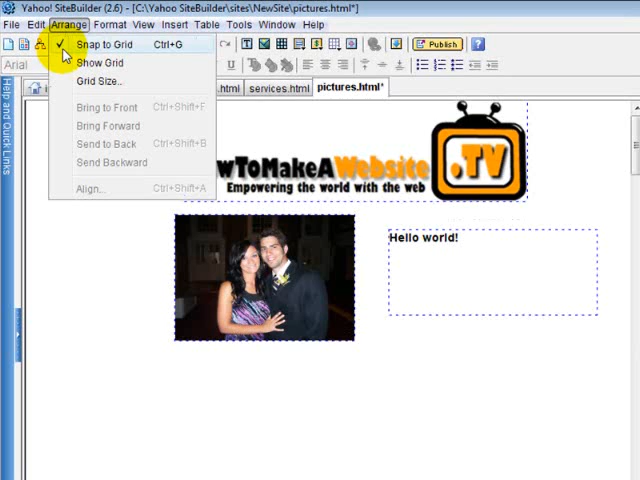 Yahoo! SiteBuilder (2.6) - [C:\Yahoo SiteBuilder\sites\NewSite\pictures.html*]
File Edit Arrange Format View Insert Table Tools Window Help
Snap to Grid Ctrl+G
Show Grid
Grid Size..
Bring to Front Ctrl+Shift+F
Bring Forward
Send to Back Ctrl+Shift+B
Send Backward
Align... Ctrl+Shift+A
Publish
Arial
.html services.html pictures.html*
Help and Quick Links
wToMakeAWebsite .TV
Empowering the world with the web
Hello world!